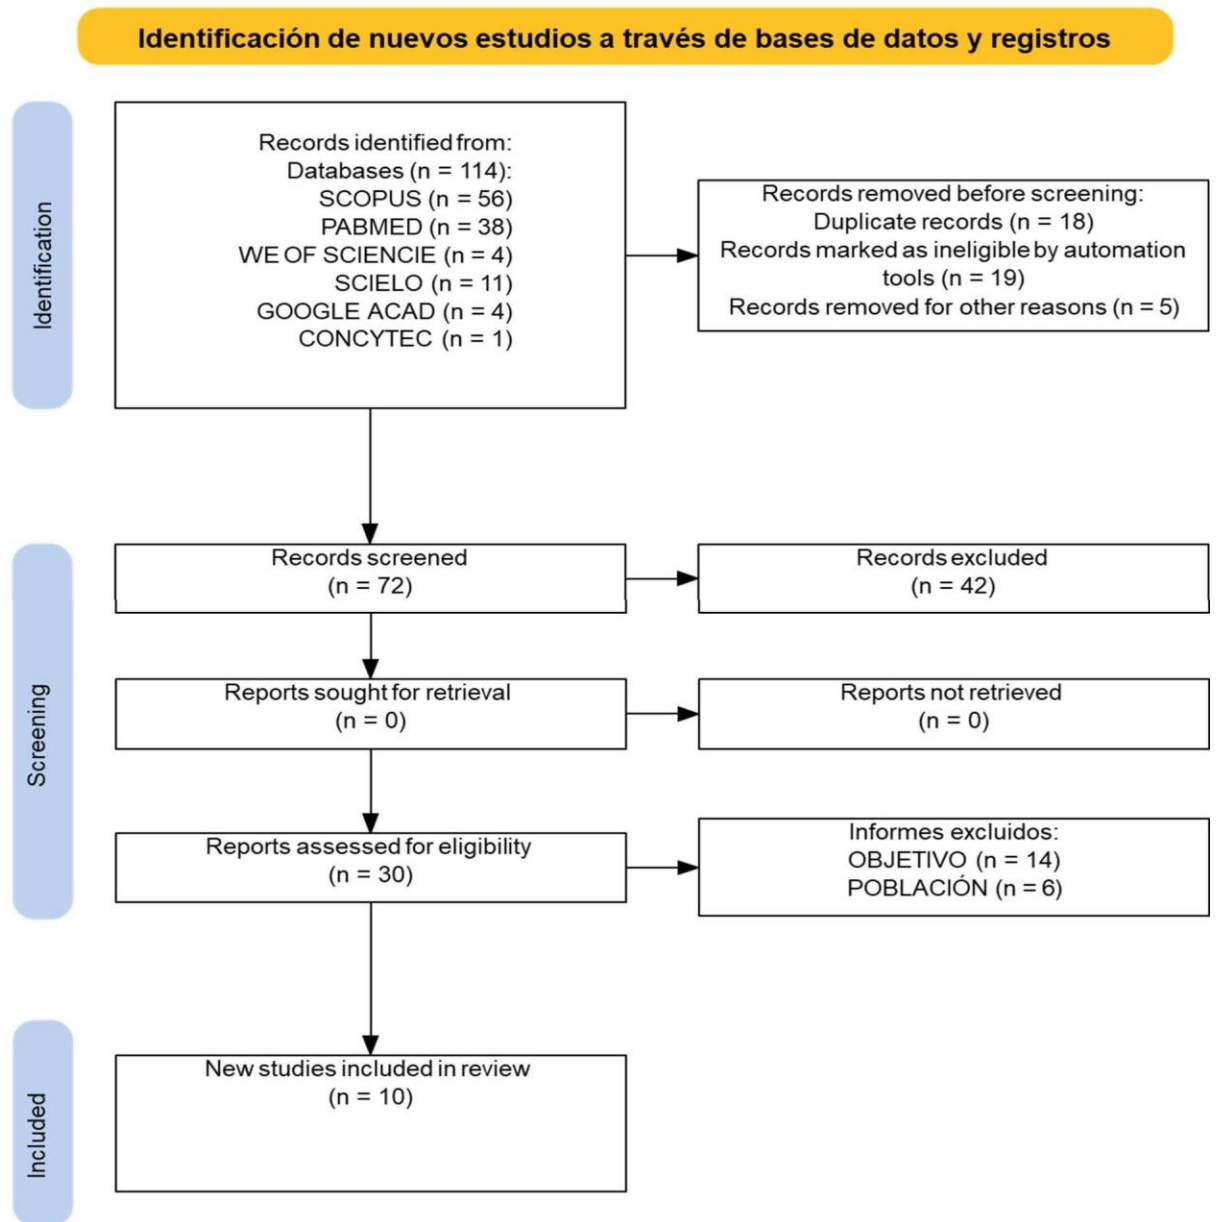 Identificación de nuevos estudios a través de bases de datos y registros
Identification
Records identified from:
Databases (n = 114):
SCOPUS (n = 56)
PABMED (n = 38)
WE OF SCIENCIE (n = 4)
SCIELO (n = 11)
GOOGLE ACAD (n = 4)
CONCYTEC (n = 1)
Records removed before screening:
Duplicate records (n = 18)
Records marked as ineligible by automation
tools (n = 19)
Records removed for other reasons (n = 5)
Screening
Records screened
(n = 72)
Records excluded
(n = 42)
Reports sought for retrieval
(n = 0)
Reports not retrieved
(n = 0)
Reports assessed for eligibility
(n = 30)
Informes excluidos:
OBJETIVO (n = 14)
POBLACIÓN (n = 6)
Included
New studies included in review
(n = 10)